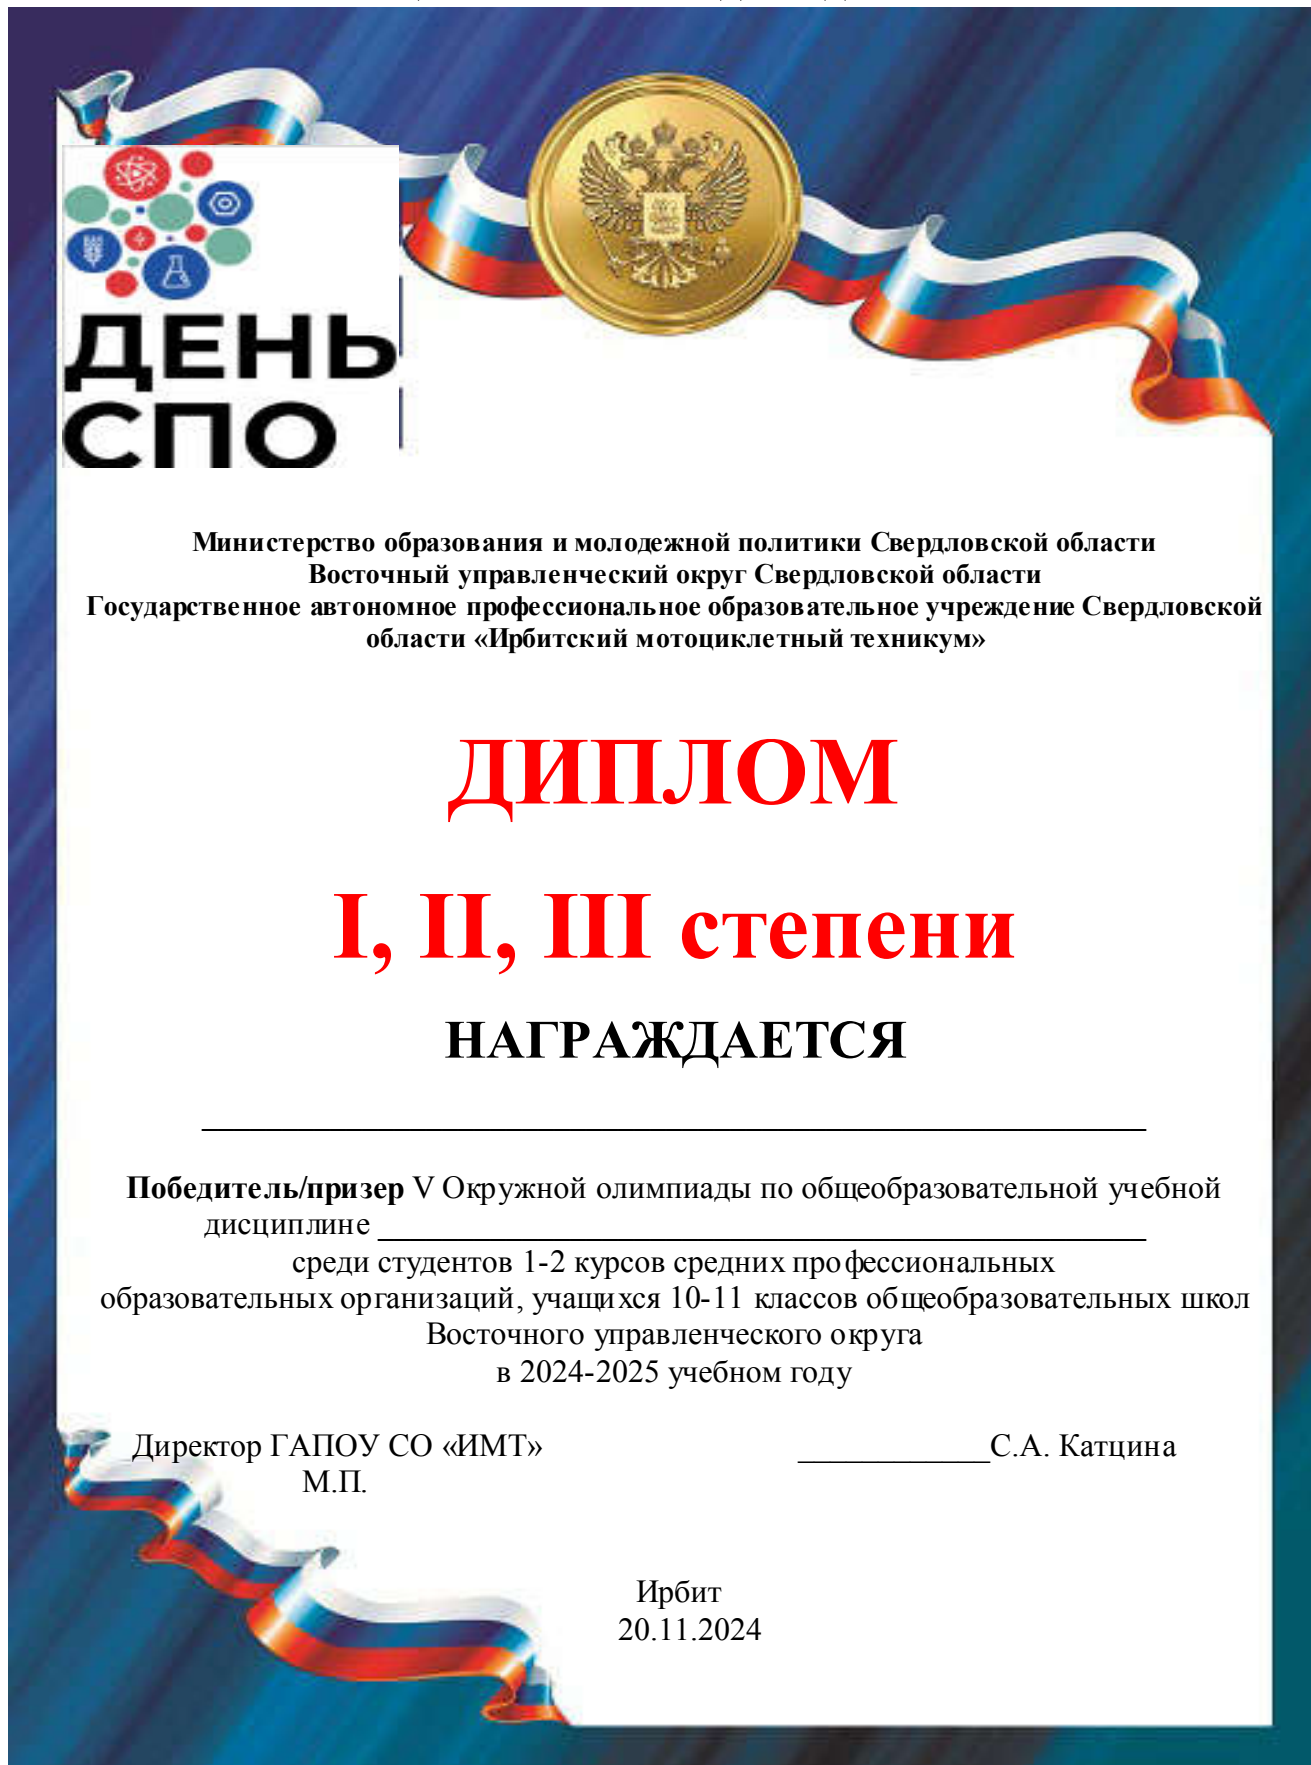 ДЕНЬ
СПО
Министерство образования и молодежной политики Свердловской области
Восточный управленческий округ Свердловской области
Государственное автономное профессиональное образовательное учреждение Свердловской
области «Ирбитский мотоциклетный техникум»
ДИПЛОМ
I, II, III степени
НАГРАЖДАЕТСЯ
Победитель/призер V Окружной олимпиады по общеобразовательной учебной
дисциплине
среди студентов 1-2 курсов средних профессиональных
образовательных организаций, учащихся 10-11 классов общеобразовательных школ
Восточного управленческого округа
в 2024-2025 учебном году
Директор ГАПОУ СО «ИМТ» ____________С.А. Катцина
М.П.
Ирбит
20.11.2024